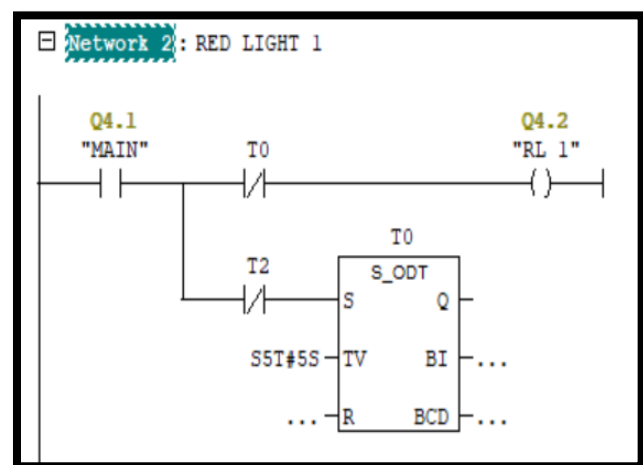 Network 2: RED LIGHT 1
Q4.1 Q4.2
"MAIN" T0 "RL 1"
T0
T2 S_ODT
S Q
S5T#5S TV BI ...
... R BCD ...